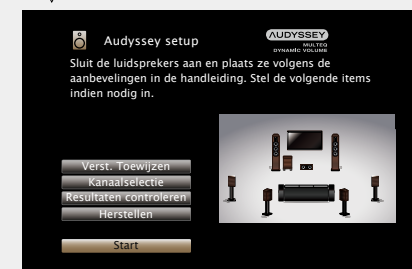 Audyssey setup
AUDYSSEY
MULTEQ
DYNAMIC VOLUME
Sluit de luidsprekers aan en plaats ze volgens de
aanbevelingen in de handleiding. Stel de volgende items
indien nodig in.
Verst. Toewijzen
Kanaalselectie
Resultaten controleren
Herstellen
Start